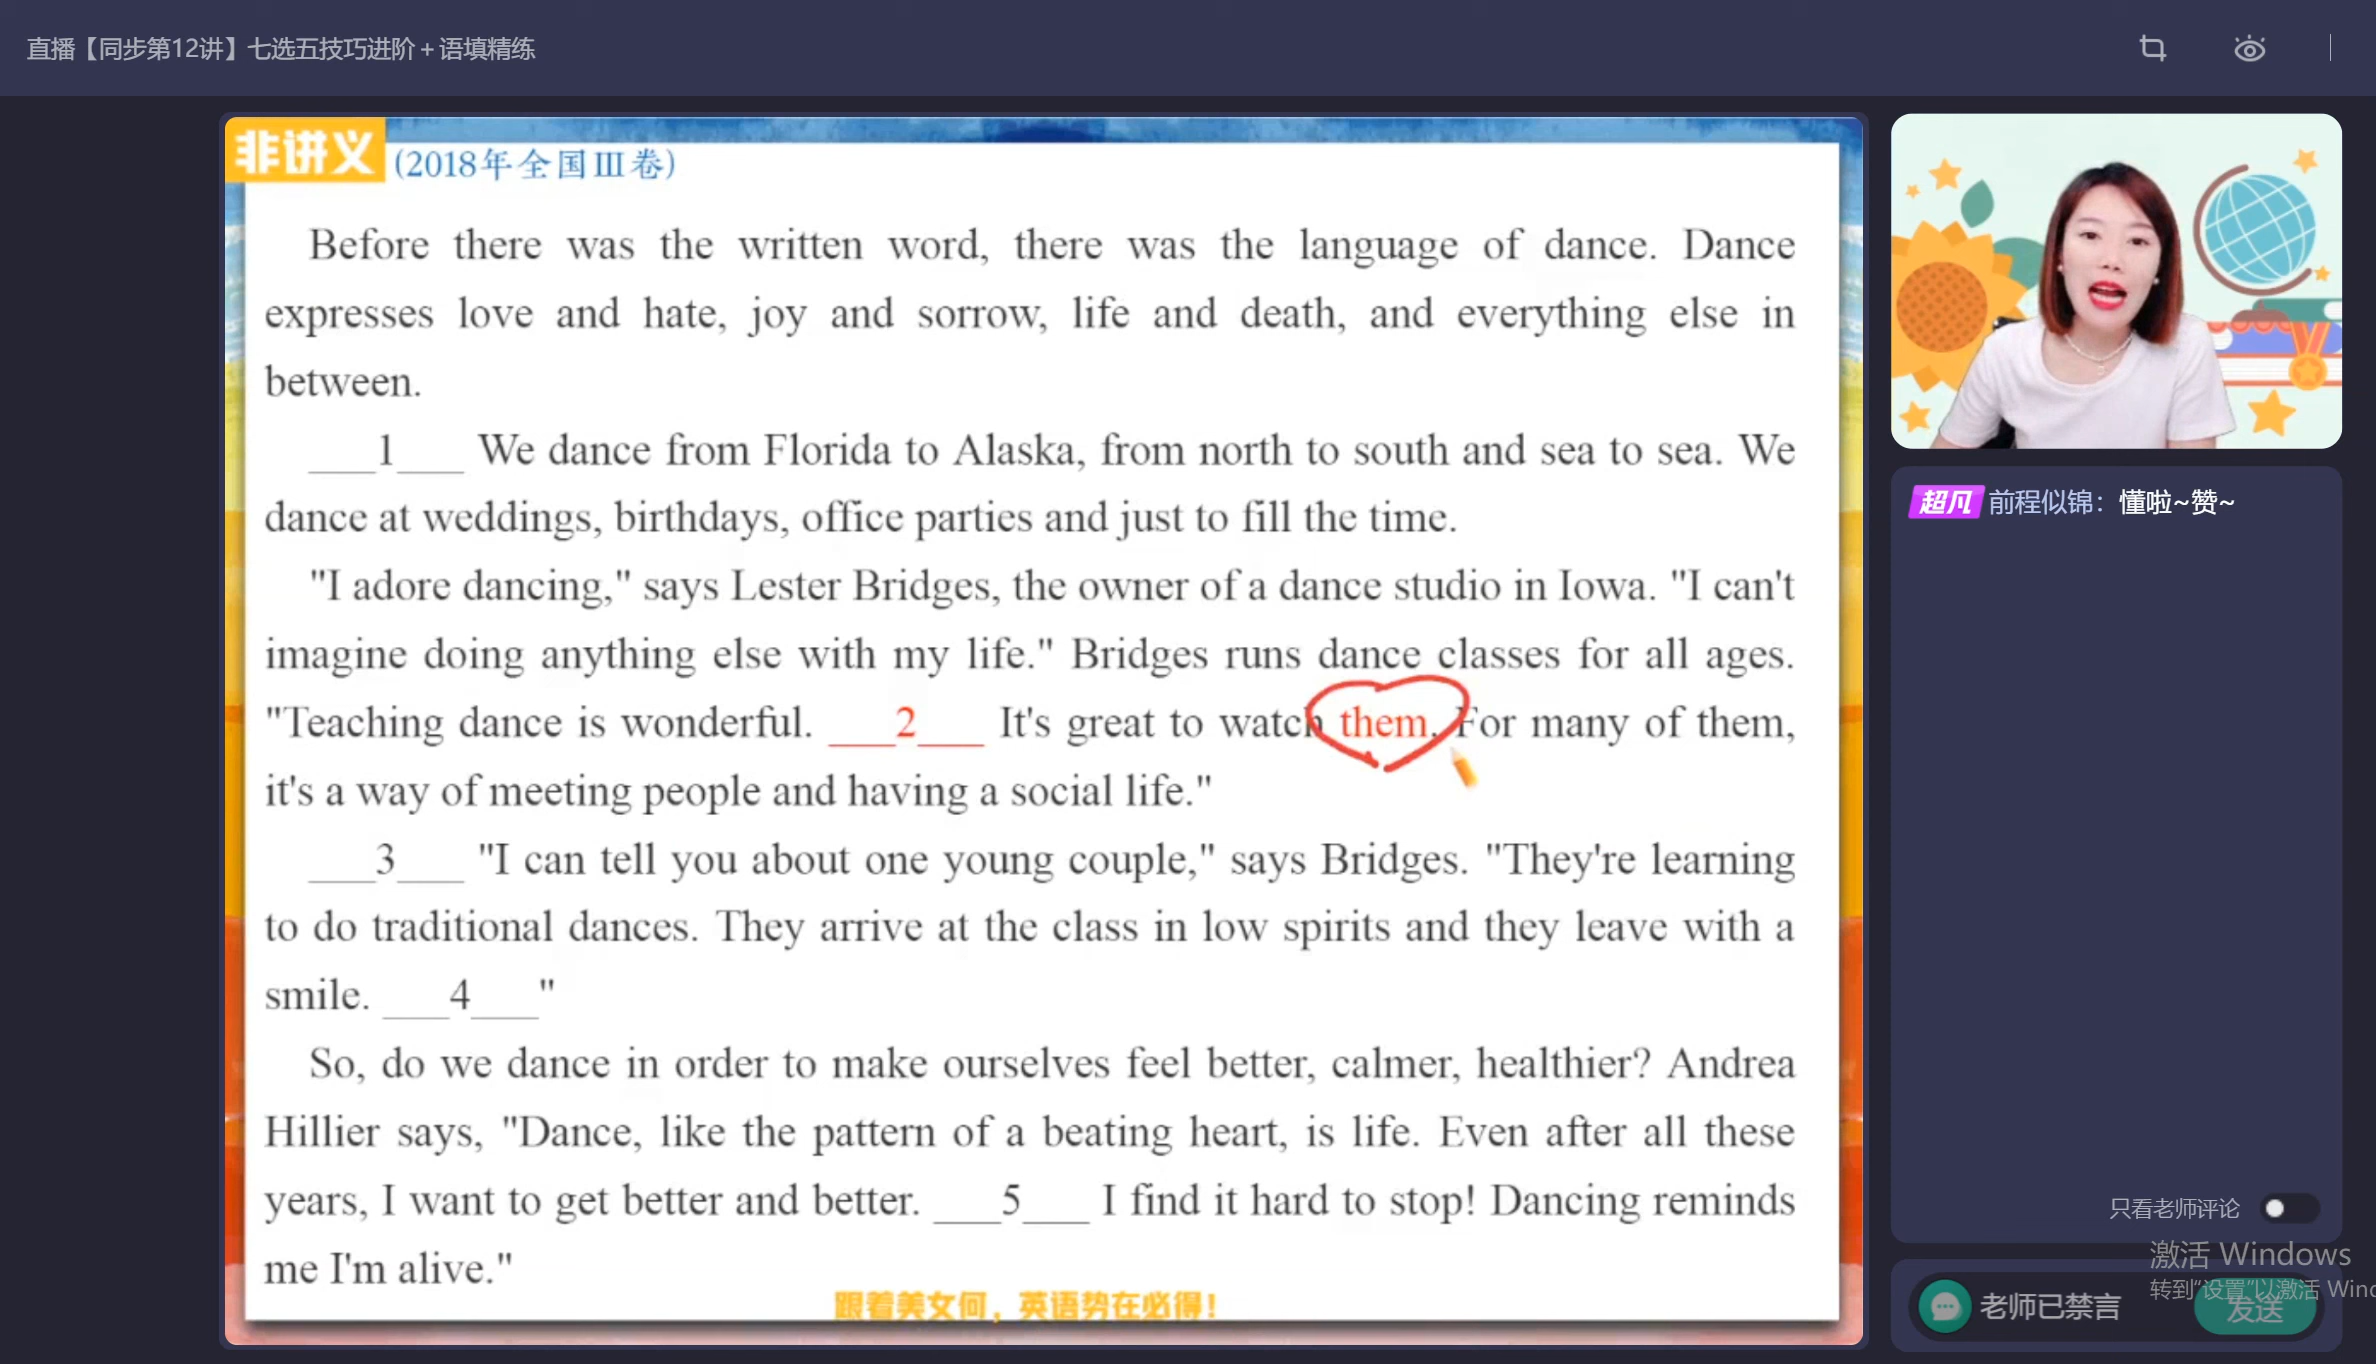 直播【同步第12讲】七选五技巧进阶＋语填精练
非讲义
(2018年全国Ⅲ卷)
Before there was the written word, there was the language of dance. Dance
expresses love and hate, joy and sorrow, life and death, and everything else in
between.
___1___ We dance from Florida to Alaska, from north to south and sea to sea. We
dance at weddings, birthdays, office parties and just to fill the time.
"I adore dancing," says Lester Bridges, the owner of a dance studio in Iowa. "I can't
imagine doing anything else with my life." Bridges runs dance classes for all ages.
"Teaching dance is wonderful. ___2___ It's great to watch them. For many of them,
it's a way of meeting people and having a social life."
___3___ "I can tell you about one young couple," says Bridges. "They're learning
to do traditional dances. They arrive at the class in low spirits and they leave with a
smile. ___4___"
So, do we dance in order to make ourselves feel better, calmer, healthier? Andrea
Hillier says, "Dance, like the pattern of a beating heart, is life. Even after all these
years, I want to get better and better. ___5___ I find it hard to stop! Dancing reminds
me I'm alive."
跟着美女何，英语势在必得！
超凡 前程似锦：懂啦~赞~
只看老师评论
激活 Windows
转到"设置"以激活 Wind
老师已禁言
发送